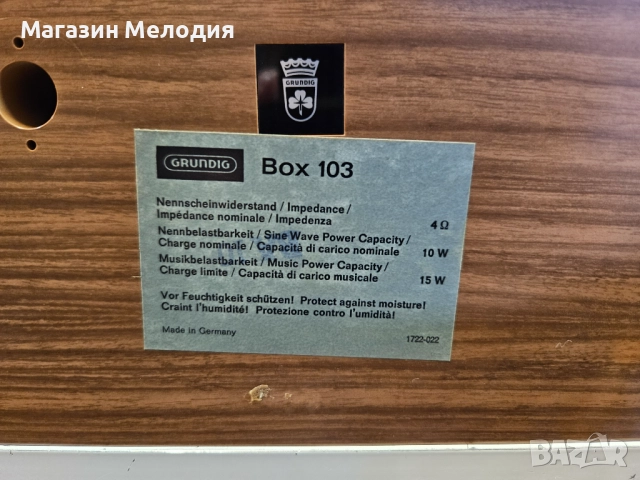 Магазин Мелодия
GRUNDIG
GRUNDIG Box 103
Nennscheinwiderstand / Impedance /
Impédance nominale / Impedenza 4 Ω
Nennbelastbarkeit / Sine Wave Power Capacity /
Charge nominale / Capacità di carico nominale 10 W
Musikbelastbarkeit / Music Power Capacity /
Charge limite / Capacità di carico musicale 15 W
Vor Feuchtigkeit schützen! Protect against moisture!
Craint l'humidité! Protezione contro l'umidità!
Made in Germany 1722-022
BAZAR